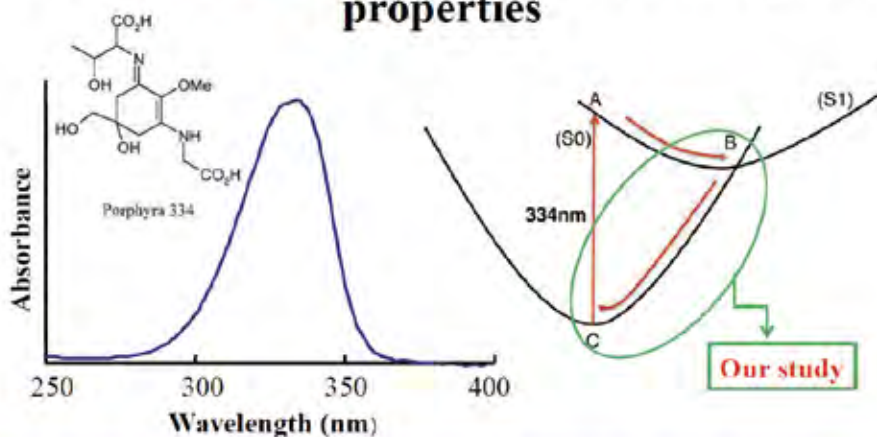 properties
CO₂H
N
OH
OMe
HO
OH
NH
CO₂H
Porphyra 334
Absorbance
250
300
350
400
Wavelength (nm)
A
(S1)
(S0)
B
334nm
C
Our study